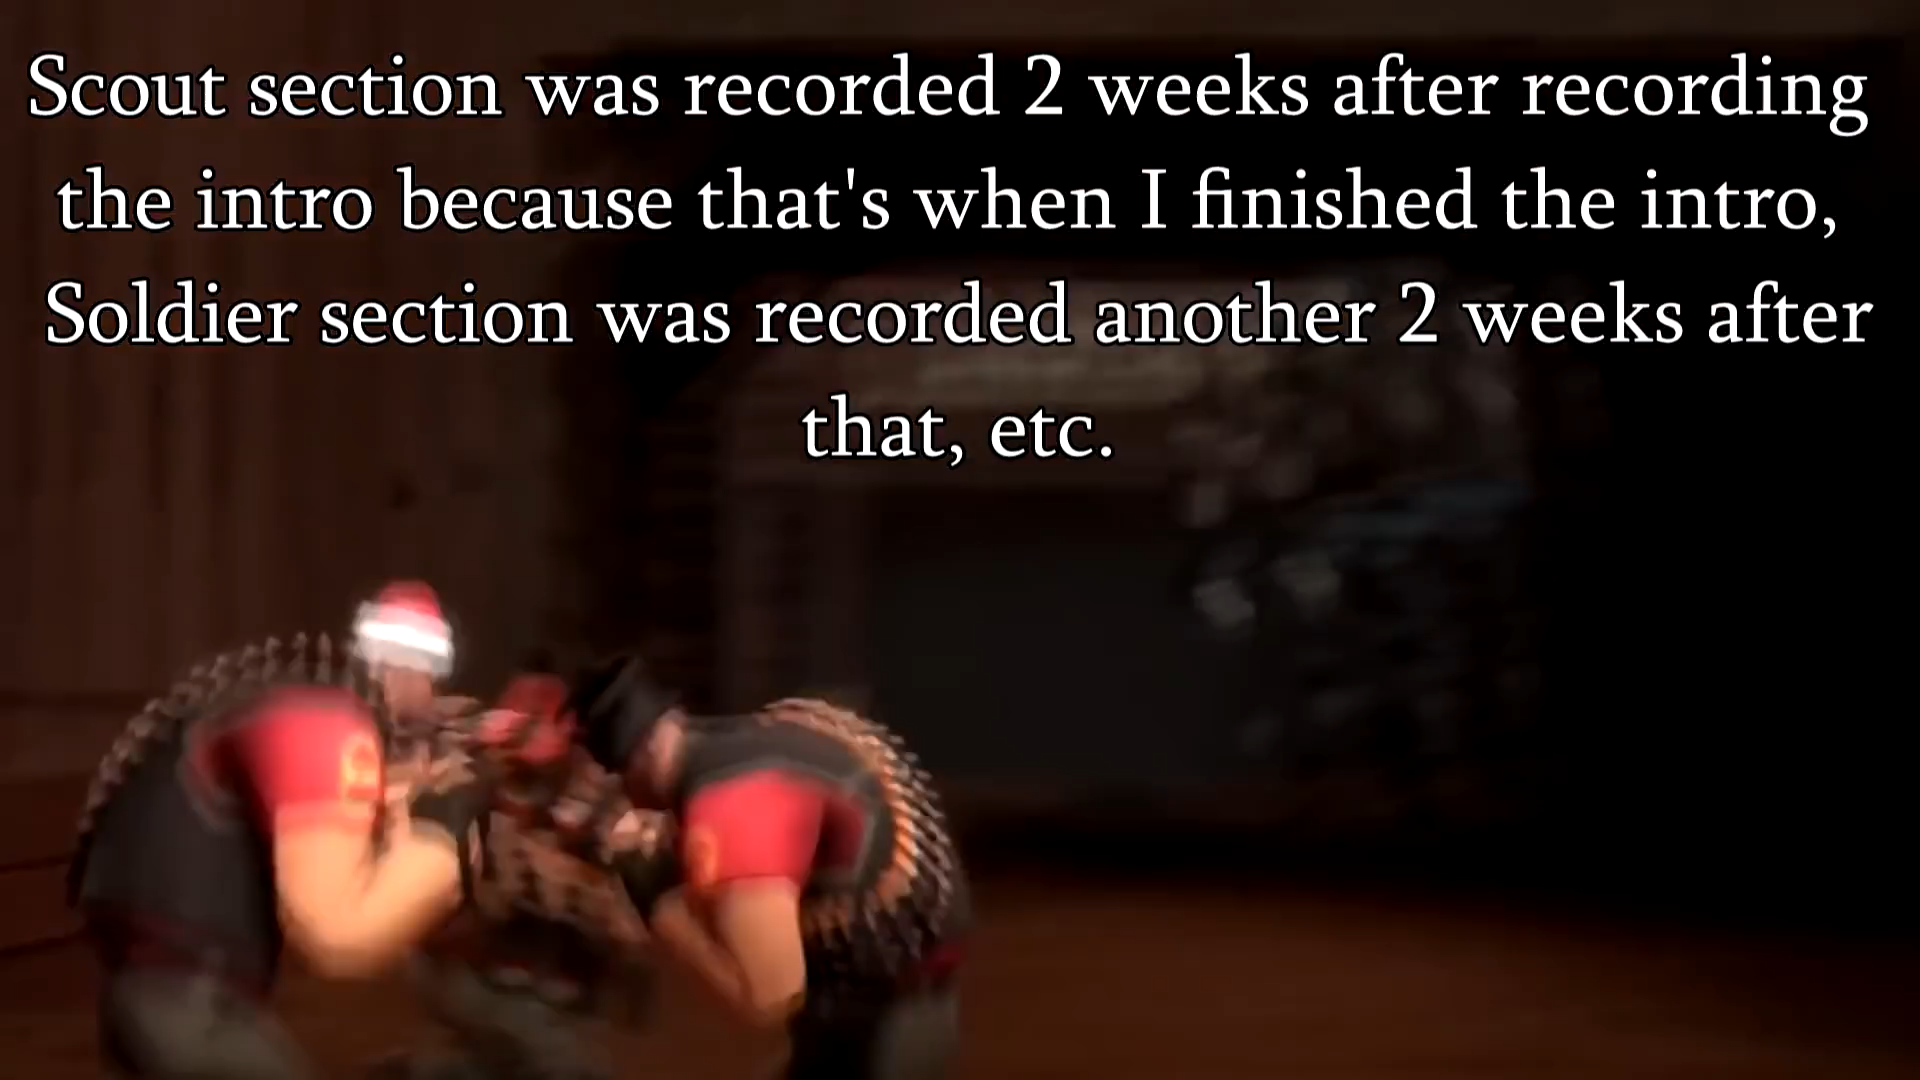 Scout section was recorded 2 weeks after recording
the intro because that's when I finished the intro,
Soldier section was recorded another 2 weeks after
that, etc.